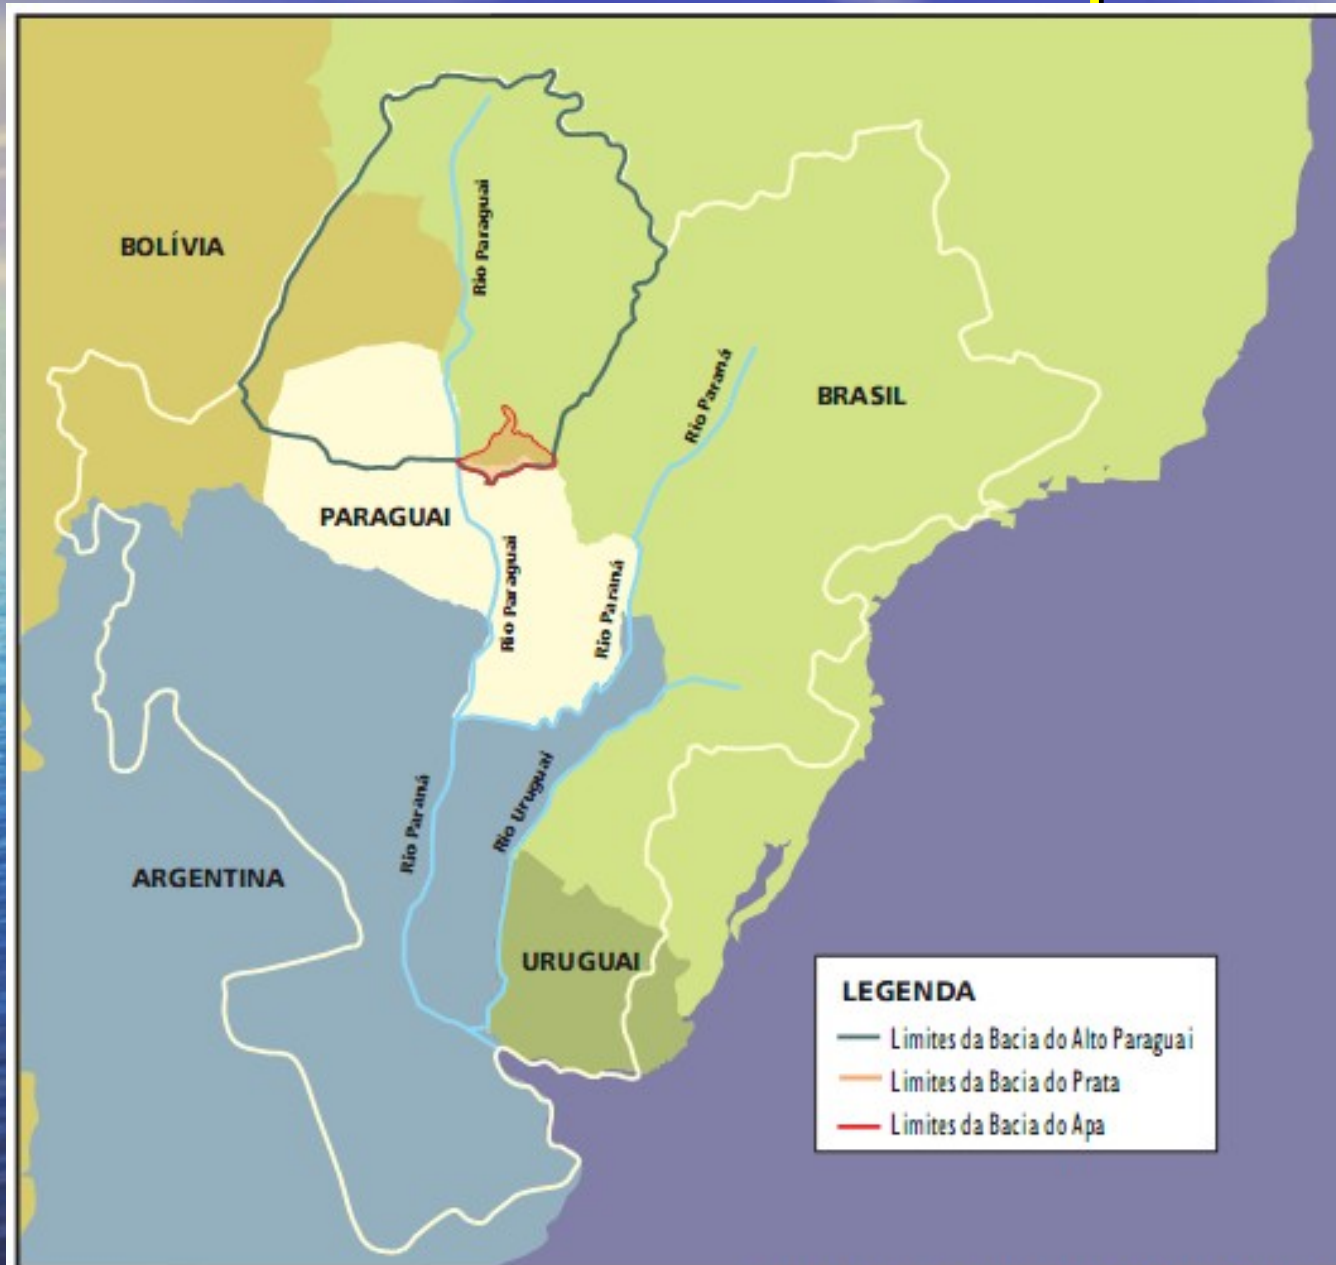 BOLÍVIA
Rio Paraguai
Rio Paraná
BRASIL
PARAGUAI
Rio Paraguai
Rio Paraná
Rio Uruguai
Rio Paraná
ARGENTINA
URUGUAI
LEGENDA
Limites da Bacia do Alto Paraguai
Limites da Bacia do Prata
Limites da Bacia do Apa